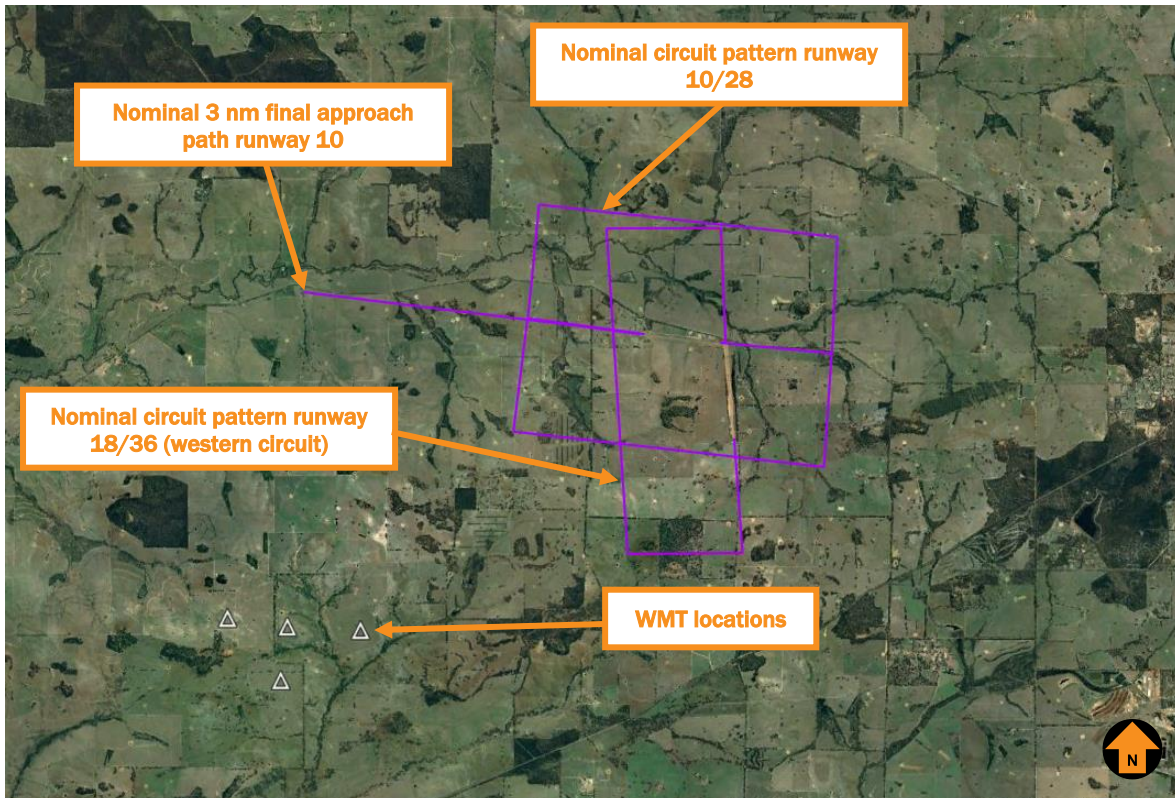 Nominal circuit pattern runway
10/28
Nominal 3 nm final approach
path runway 10
Nominal circuit pattern runway
18/36 (western circuit)
WMT locations
N